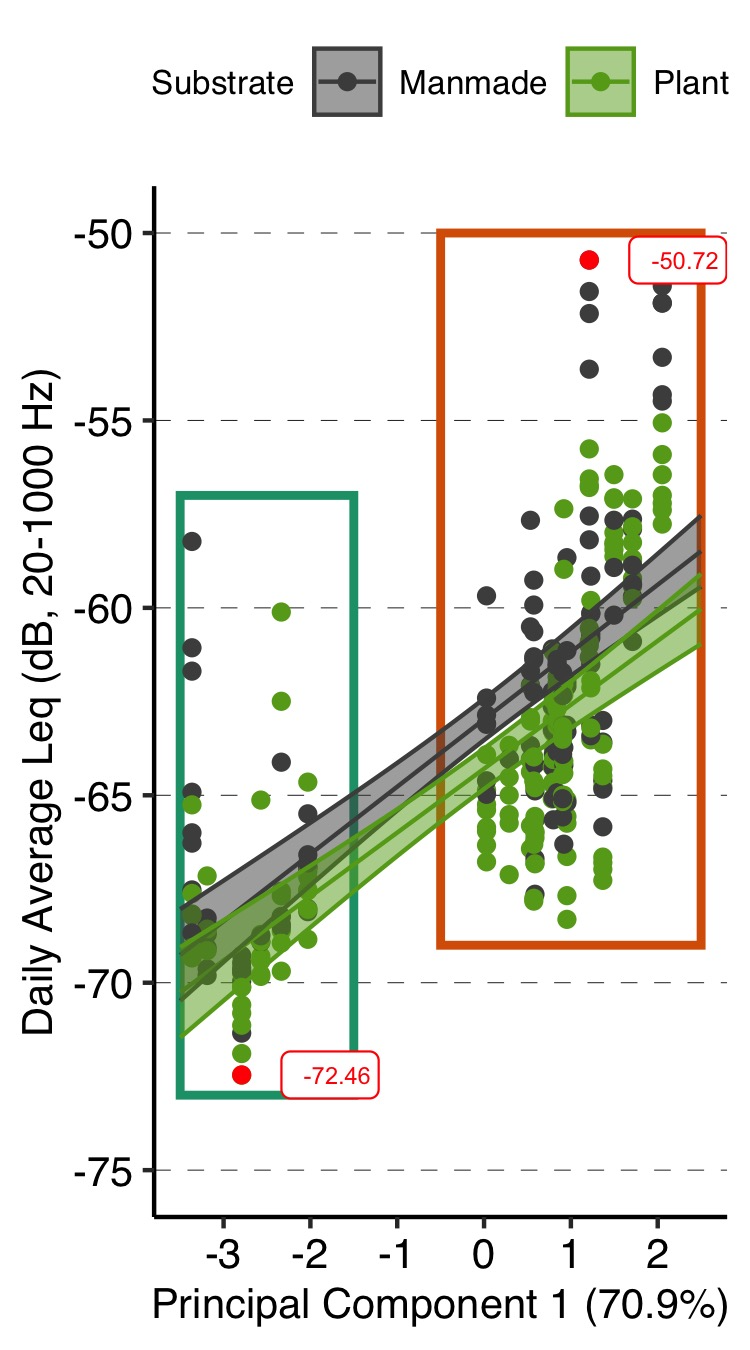 Substrate Manmade Plant
Daily Average Leq (dB, 20-1000 Hz)
-50
-55
-60
-65
-70
-75
-50.72
-72.46
-3 -2 -1 0 1 2
Principal Component 1 (70.9%)